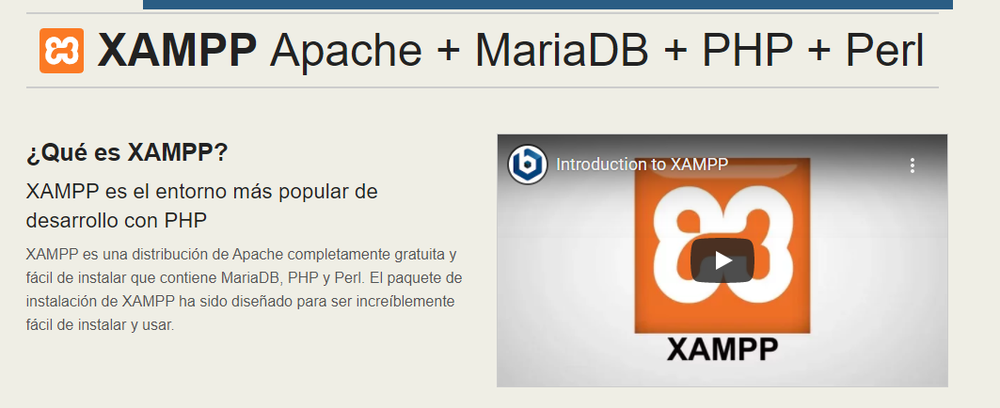 XAMPP Apache + MariaDB + PHP + Perl
¿Qué es XAMPP?
XAMPP es el entorno más popular de
desarrollo con PHP
XAMPP es una distribución de Apache completamente gratuita y
fácil de instalar que contiene MariaDB, PHP y Perl. El paquete de
instalación de XAMPP ha sido diseñado para ser increíblemente
fácil de instalar y usar.
Introduction to XAMPP
XAMPP